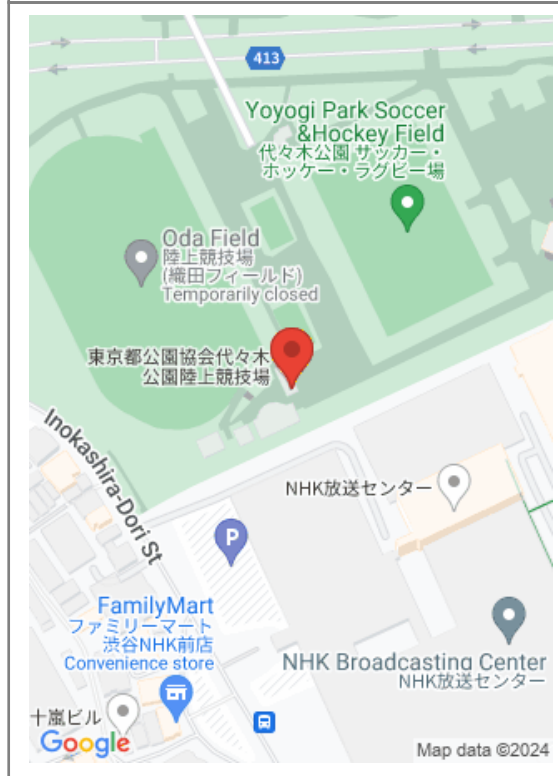 413
Yoyogi Park Soccer
&Hockey Field
代々木公園 サッカー・
ホッケー・ラグビー場
Oda Field
陸上競技場
(織田フィールド)
Temporarily closed
東京都公園協会代々木
公園陸上競技場
Inokashira-Dori St
NHK放送センター
P
FamilyMart
ファミリーマート
渋谷NHK前店
Convenience store
NHK Broadcasting Center
NHK放送センター
十嵐ビル
Google
Map data ©2024